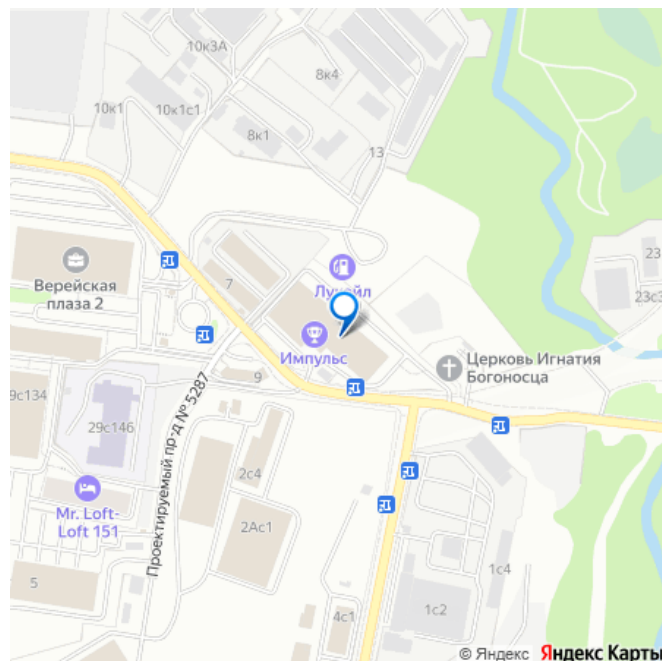 10к3А
8к4
10к1
10к1с1
8к1
13
Верейская
плаза 2
7
Лукойл
23
23с3
Импульс
Церковь Игнатия
Богоносца
9
9с134
29с146
Проектируемый пр-д № 5287
2с4
Mr. Loft-
Loft 151
2Ас1
5
1с4
1с2
4с1
© Яндекс Яндекс Карты